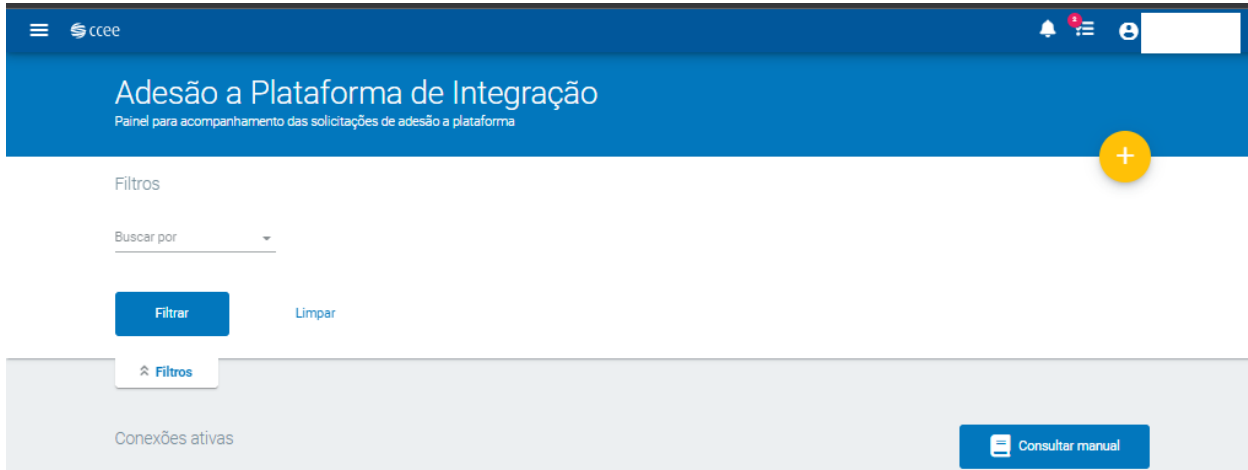 ccee
Adesão a Plataforma de Integração
Painel para acompanhamento das solicitações de adesão a plataforma
+
Filtros
Buscar por
Filtrar Limpar
Filtros
Conexões ativas
Consultar manual